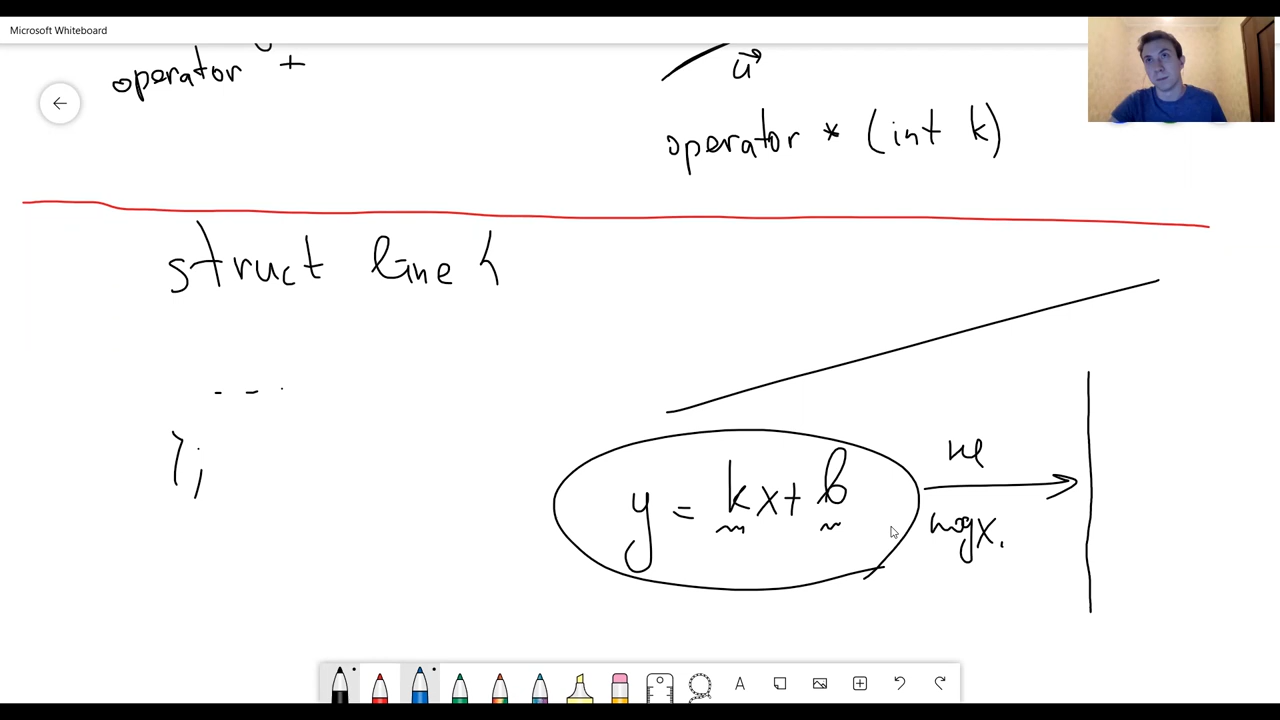 Microsoft Whiteboard
operator +
u
operator * (int k)
struct line {
- - -
};
y = kx + b
не
подх.
A